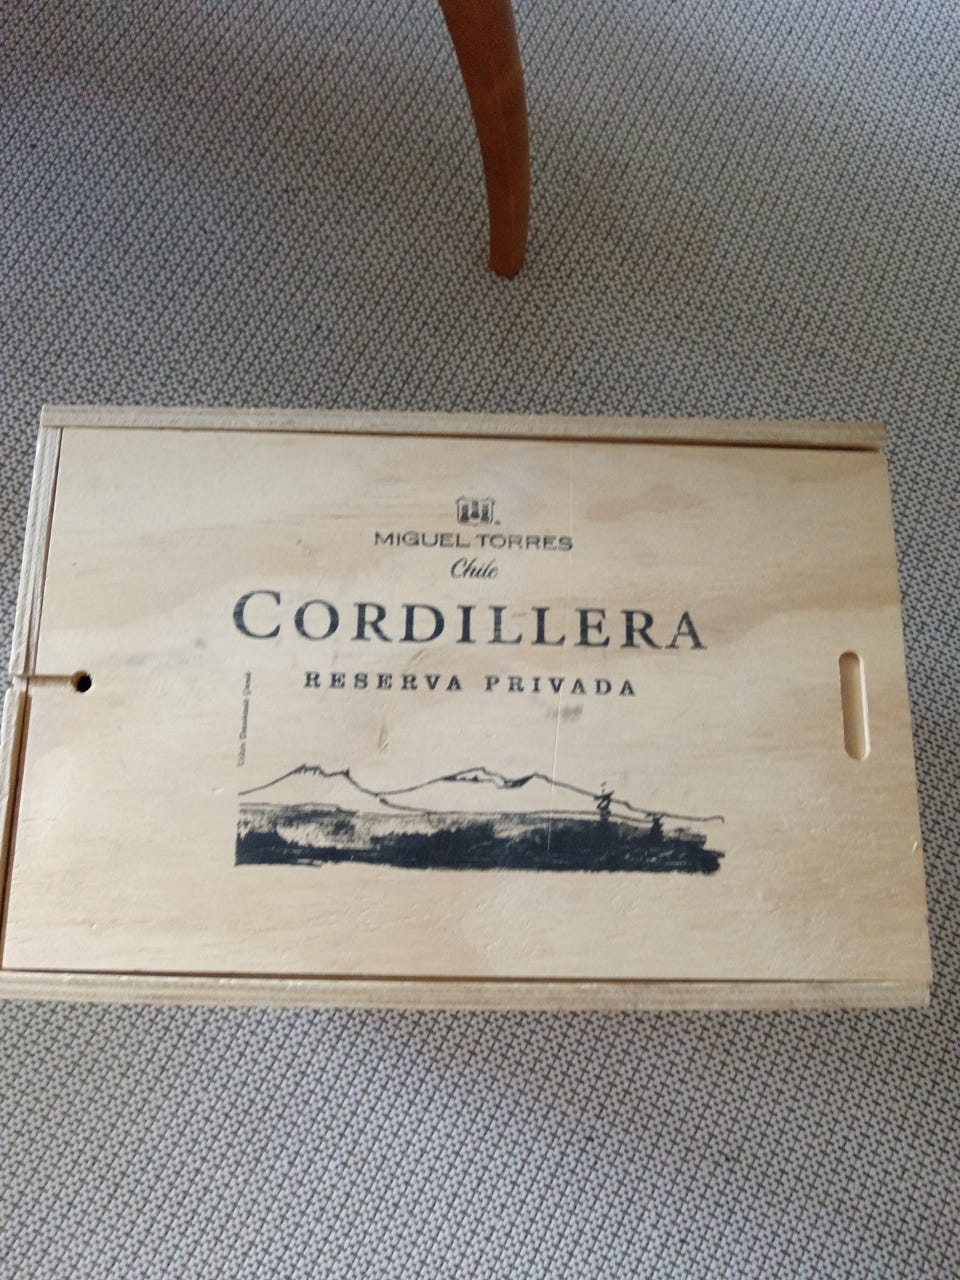 MIGUEL TORRES
Chile
CORDILLERA
RESERVA PRIVADA